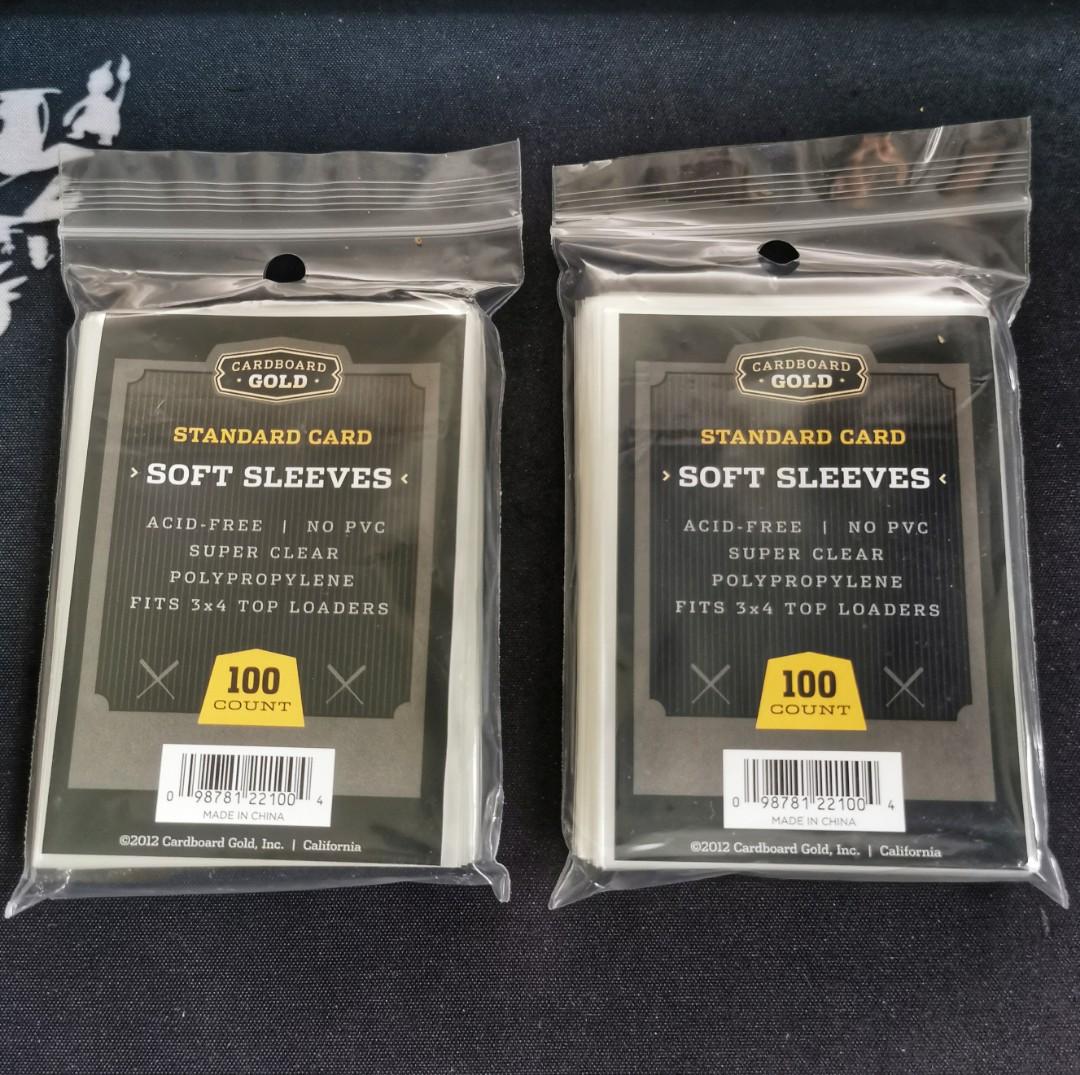 CARDBOARD
GOLD
STANDARD CARD
SOFT SLEEVES
ACID-FREE | NO PVC
SUPER CLEAR
POLYPROPYLENE
FITS 3x4 TOP LOADERS
100
COUNT
0 98781 22100 4
MADE IN CHINA
©2012 Cardboard Gold, Inc. | California
CARDBOARD
GOLD
STANDARD CARD
SOFT SLEEVES
ACID-FREE | NO PVC
SUPER CLEAR
POLYPROPYLENE
FITS 3x4 TOP LOADERS
100
COUNT
0 98781 22100 4
MADE IN CHINA
©2012 Cardboard Gold, Inc. | California